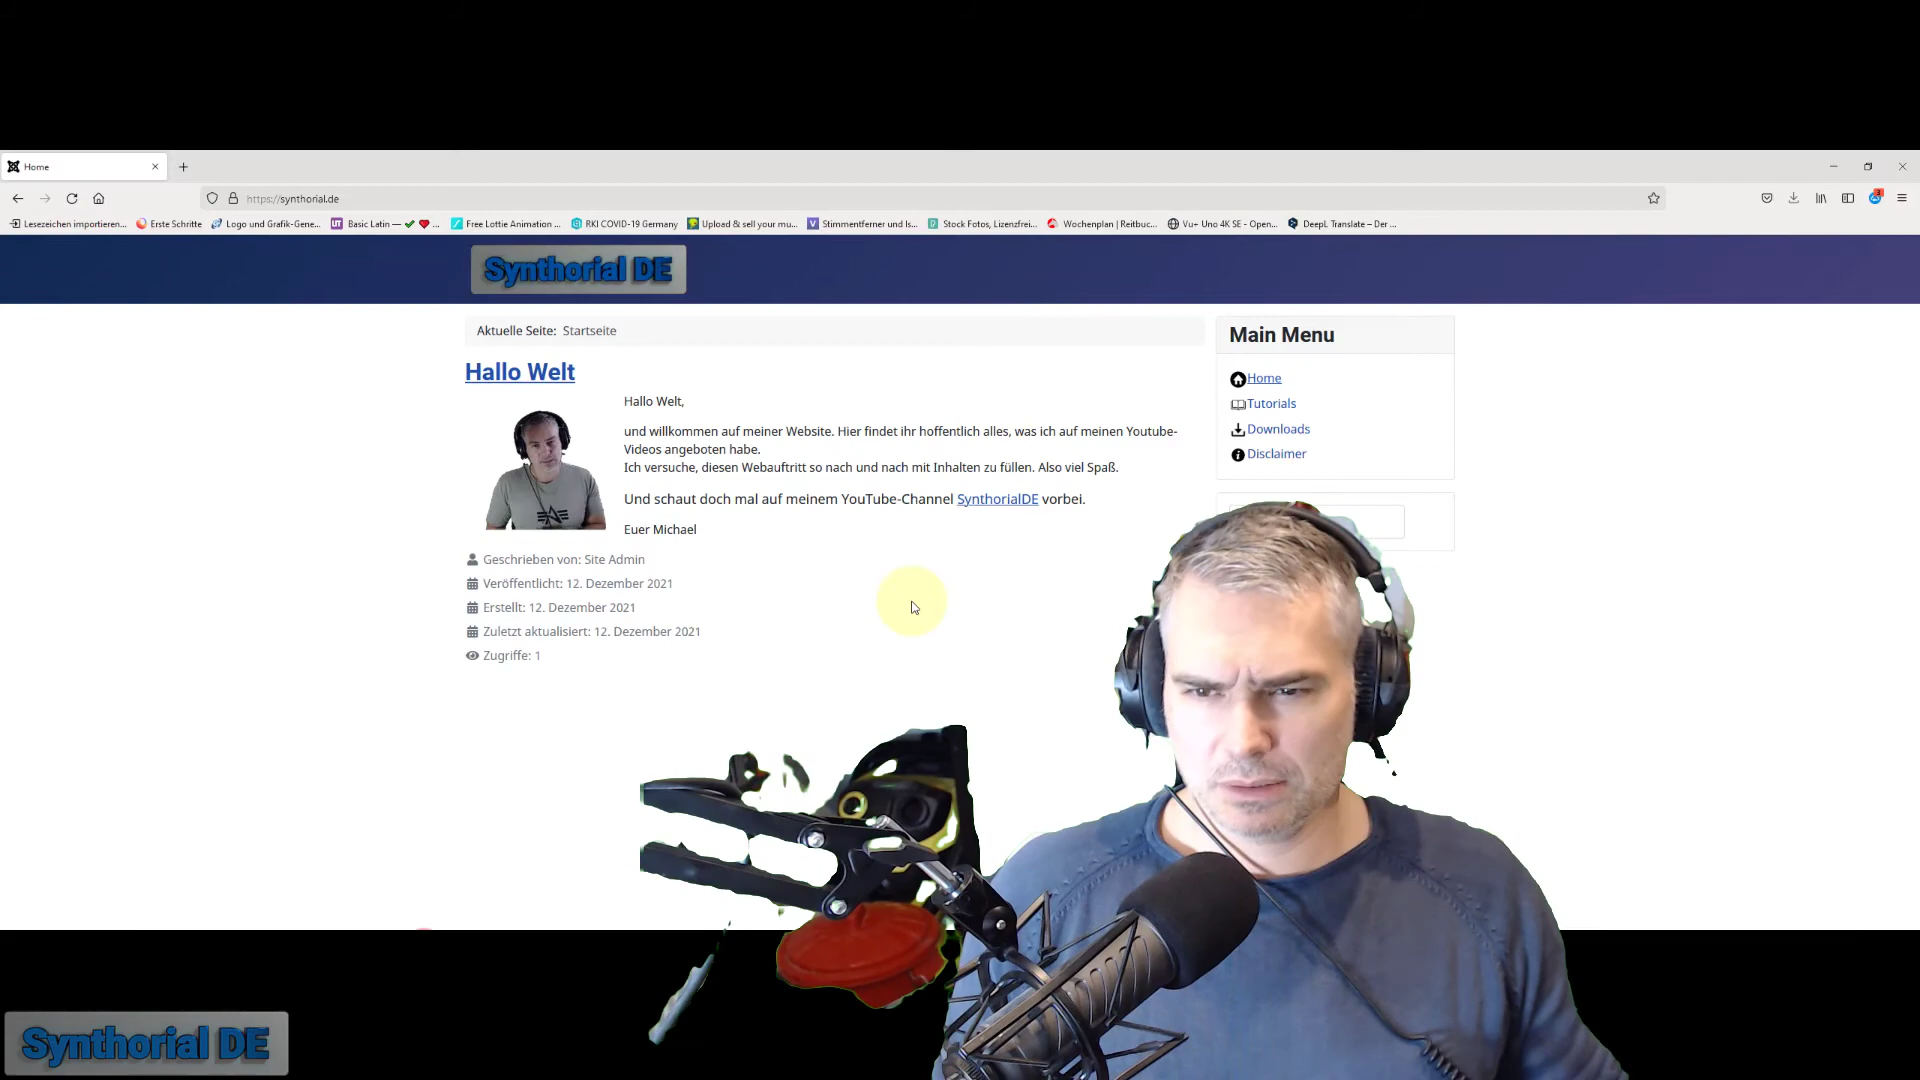 Home
https://synthorial.de
3
Lesezeichen importieren...
Erste Schritte
Logo und Grafik-Gene...
Basic Latin — ✔ ❤ ...
Free Lottie Animation ...
RKI COVID-19 Germany
Upload & sell your mu...
Stimmentferner und Is...
Stock Fotos, Lizenzfrei...
Wochenplan | Reitbuc...
Vu+ Uno 4K SE - Open...
DeepL Translate – Der ...
Synthorial DE
Aktuelle Seite: Startseite
Hallo Welt
Hallo Welt,
und willkommen auf meiner Website. Hier findet ihr hoffentlich alles, was ich auf meinen Youtube-
Videos angeboten habe.
Ich versuche, diesen Webauftritt so nach und nach mit Inhalten zu füllen. Also viel Spaß.
Und schaut doch mal auf meinem YouTube-Channel SynthorialDE vorbei.
Euer Michael
Geschrieben von: Site Admin
Veröffentlicht: 12. Dezember 2021
Erstellt: 12. Dezember 2021
Zuletzt aktualisiert: 12. Dezember 2021
Zugriffe: 1
Main Menu
Home
Tutorials
Downloads
Disclaimer
Synthorial DE